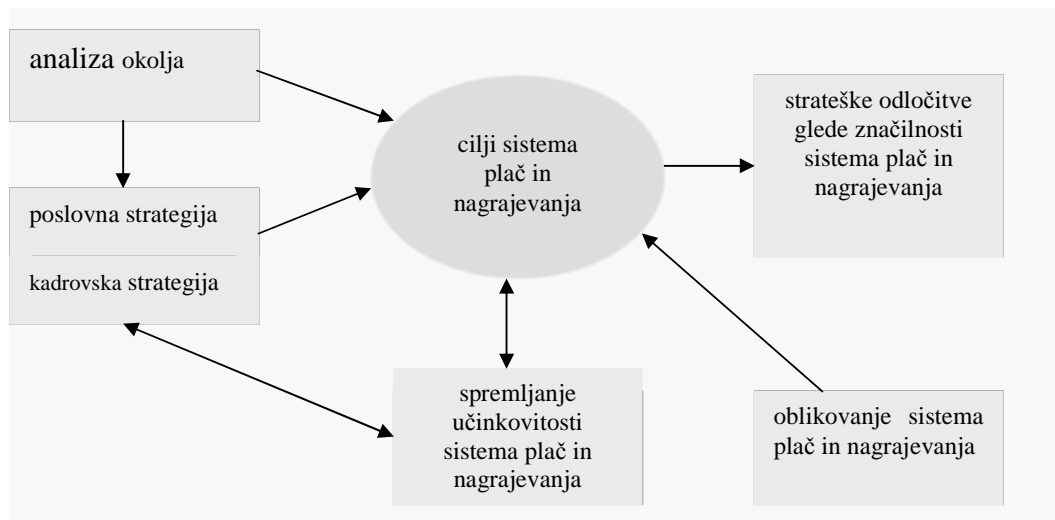 analiza okolja
poslovna strategija
kadrovska strategija
cilji sistema
plač in
nagrajevanja
strateške odločitve
glede značilnosti
sistema plač in
nagrajevanja
spremljanje
učinkovitosti
sistema plač in
nagrajevanja
oblikovanje sistema
plač in nagrajevanja